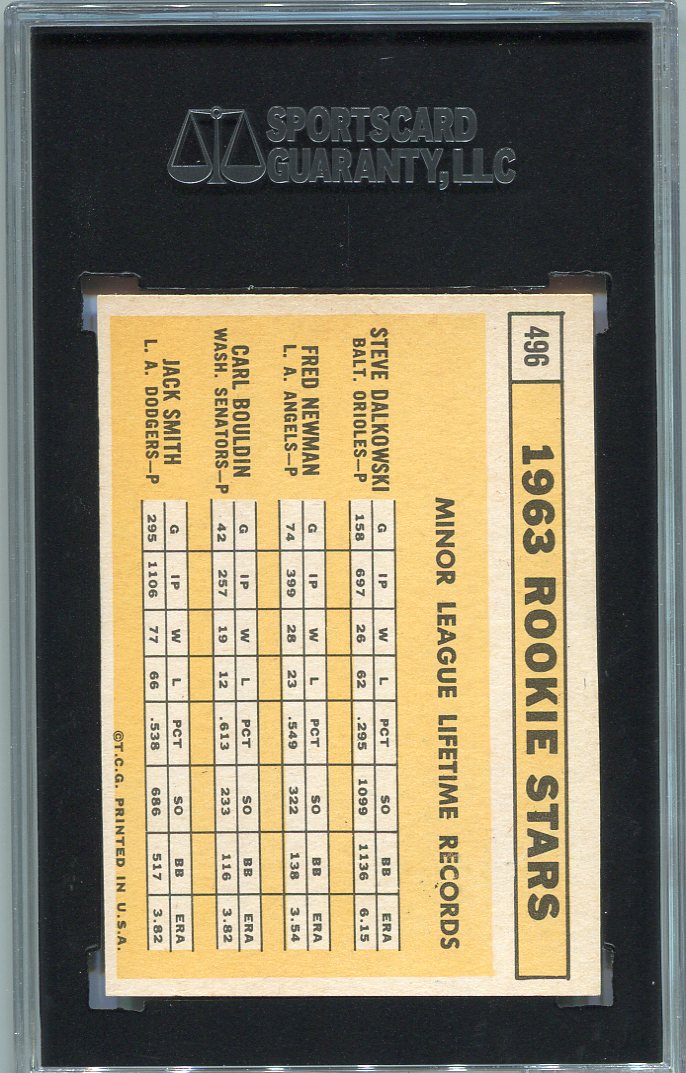 SPORTSCARD
GUARANTY, LLC
496
1963 ROOKIE STARS
MINOR LEAGUE LIFETIME RECORDS
STEVE DALKOWSKI
BALT. ORIOLES—P
G IP W L PCT SO BB ERA
158 697 26 62 .295 1099 1136 6.15
FRED NEWMAN
L. A. ANGELS—P
G IP W L PCT SO BB ERA
74 399 28 23 .549 322 138 3.54
CARL BOULDIN
WASH. SENATORS—P
G IP W L PCT SO BB ERA
42 257 19 12 .613 233 116 3.82
JACK SMITH
L. A. DODGERS—P
G IP W L PCT SO BB ERA
295 1106 77 66 .538 686 517 3.82
©T.C.G. PRINTED IN U.S.A.